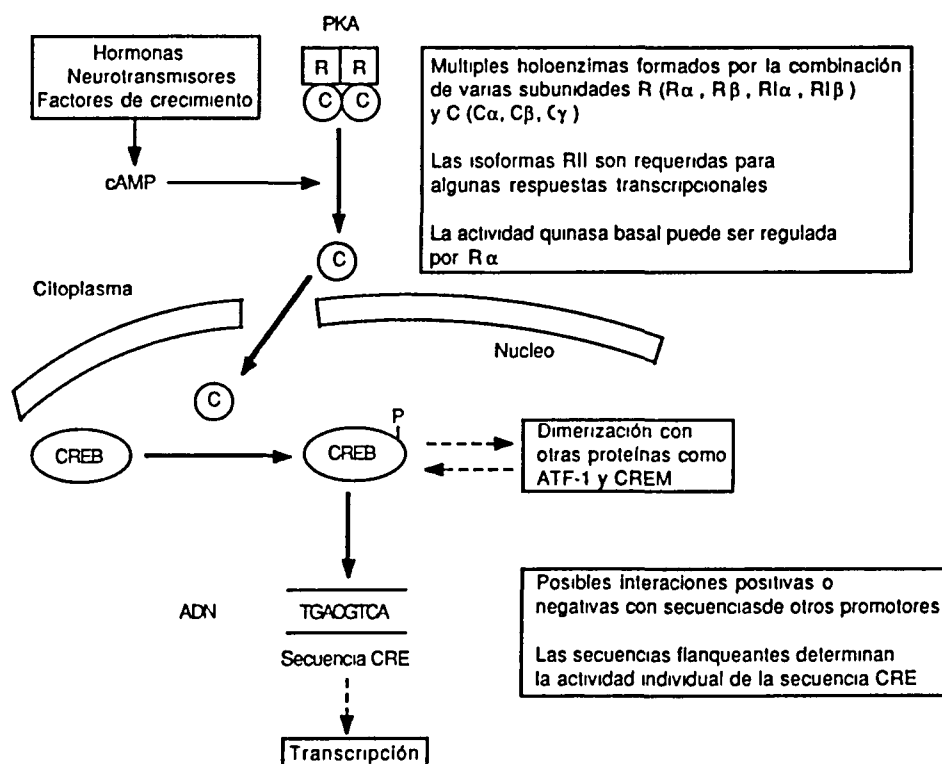 PKA
Hormonas
Neurotransmisores
Factores de crecimiento
R R
C C
cAMP
Multiples holoenzimas formados por la combinación
de varias subunidades R (Rα, Rβ, RIα, RIβ)
y C (Cα, Cβ, Cγ)
Las isoformas RII son requeridas para
algunas respuestas transcripcionales
La actividad quinasa basal puede ser regulada
por Rα
C
Citoplasma
Nucleo
C
CREB
P
CREB
Dimerización con
otras proteínas como
ATF-1 y CREM
ADN
TGACGTCA
Secuencia CRE
Posibles interaciones positivas o
negativas con secuenciasde otros promotores
Las secuencias flanqueantes determinan
la actividad individual de la secuencia CRE
Transcripción